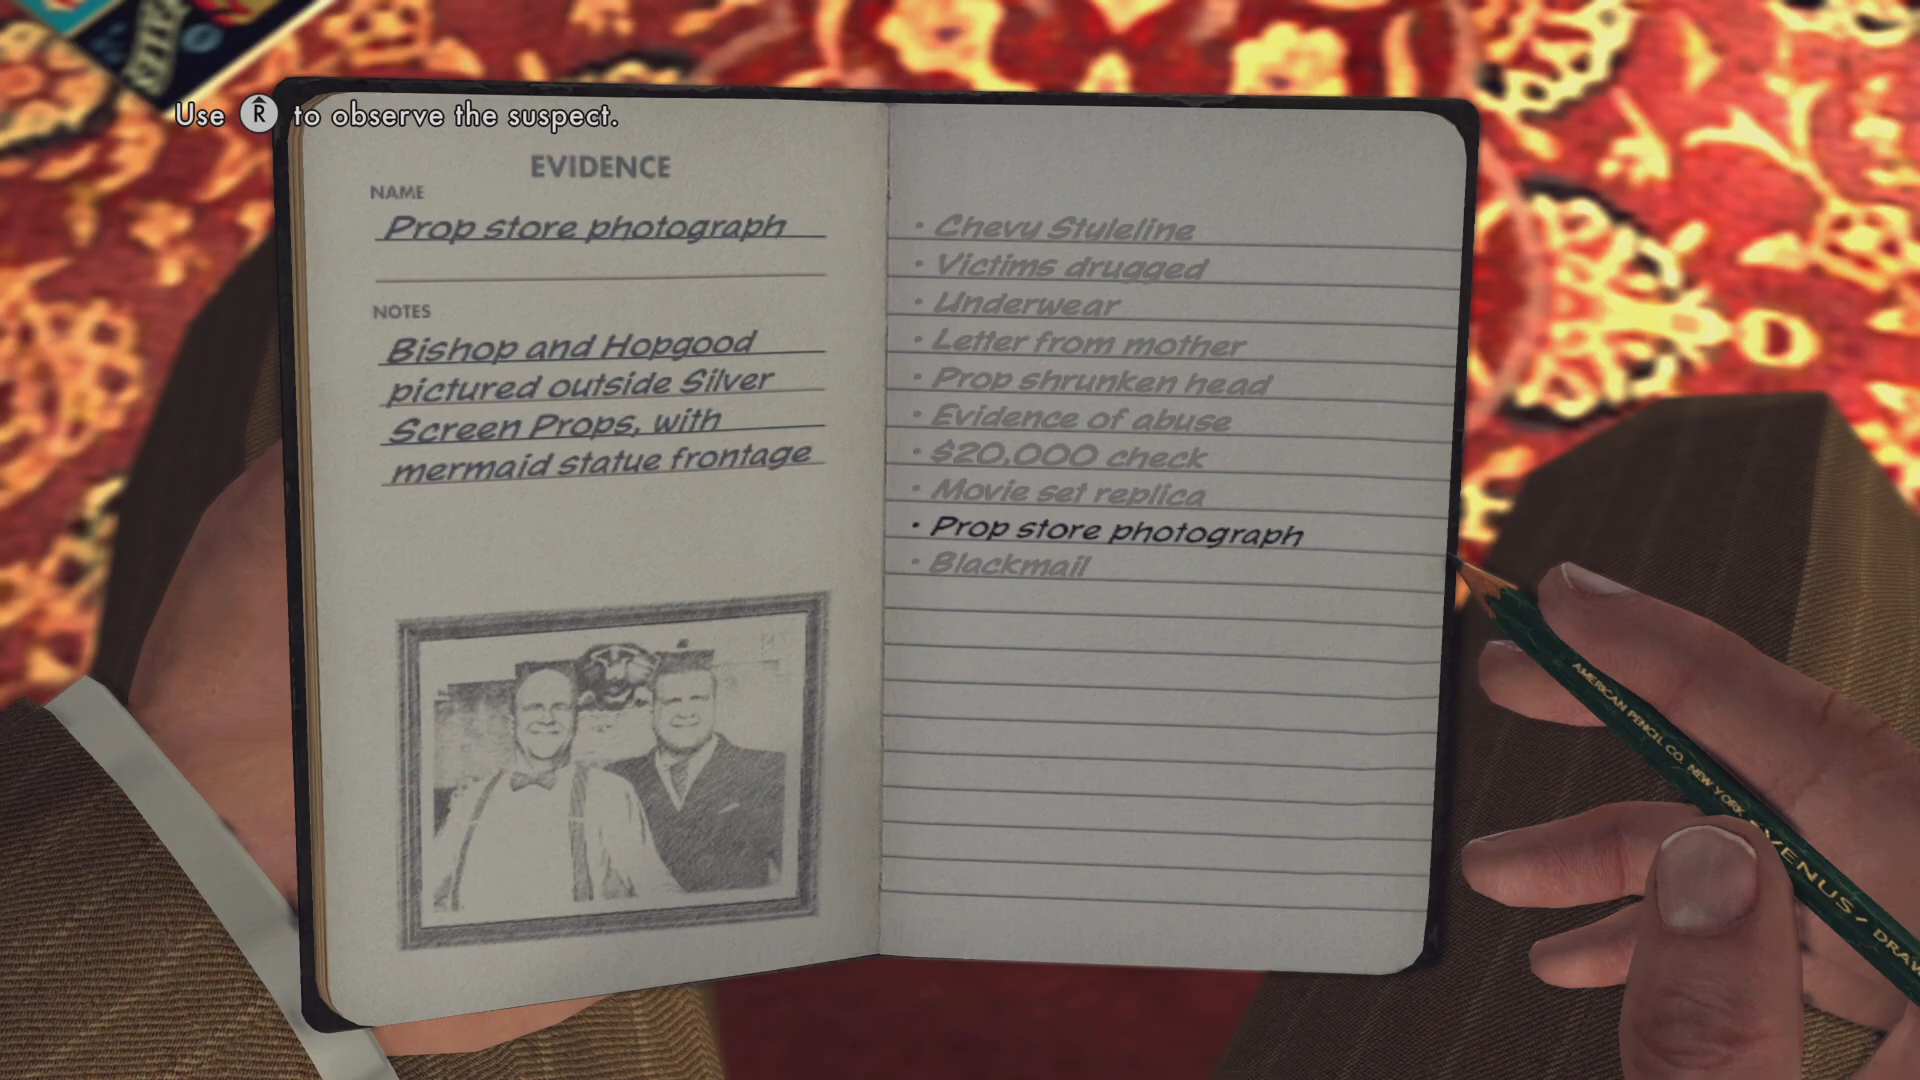 Use R to observe the suspect.
EVIDENCE
NAME
Prop store photograph
NOTES
Bishop and Hopgood
pictured outside Silver
Screen Props, with
mermaid statue frontage
• Chevy Styleline
• Victims drugged
• Underwear
• Letter from mother
• Prop shrunken head
• Evidence of abuse
• $20,000 check
• Movie set replica
• Prop store photograph
• Blackmail
AMERICAN PENCIL CO. NEW YORK
VENUS